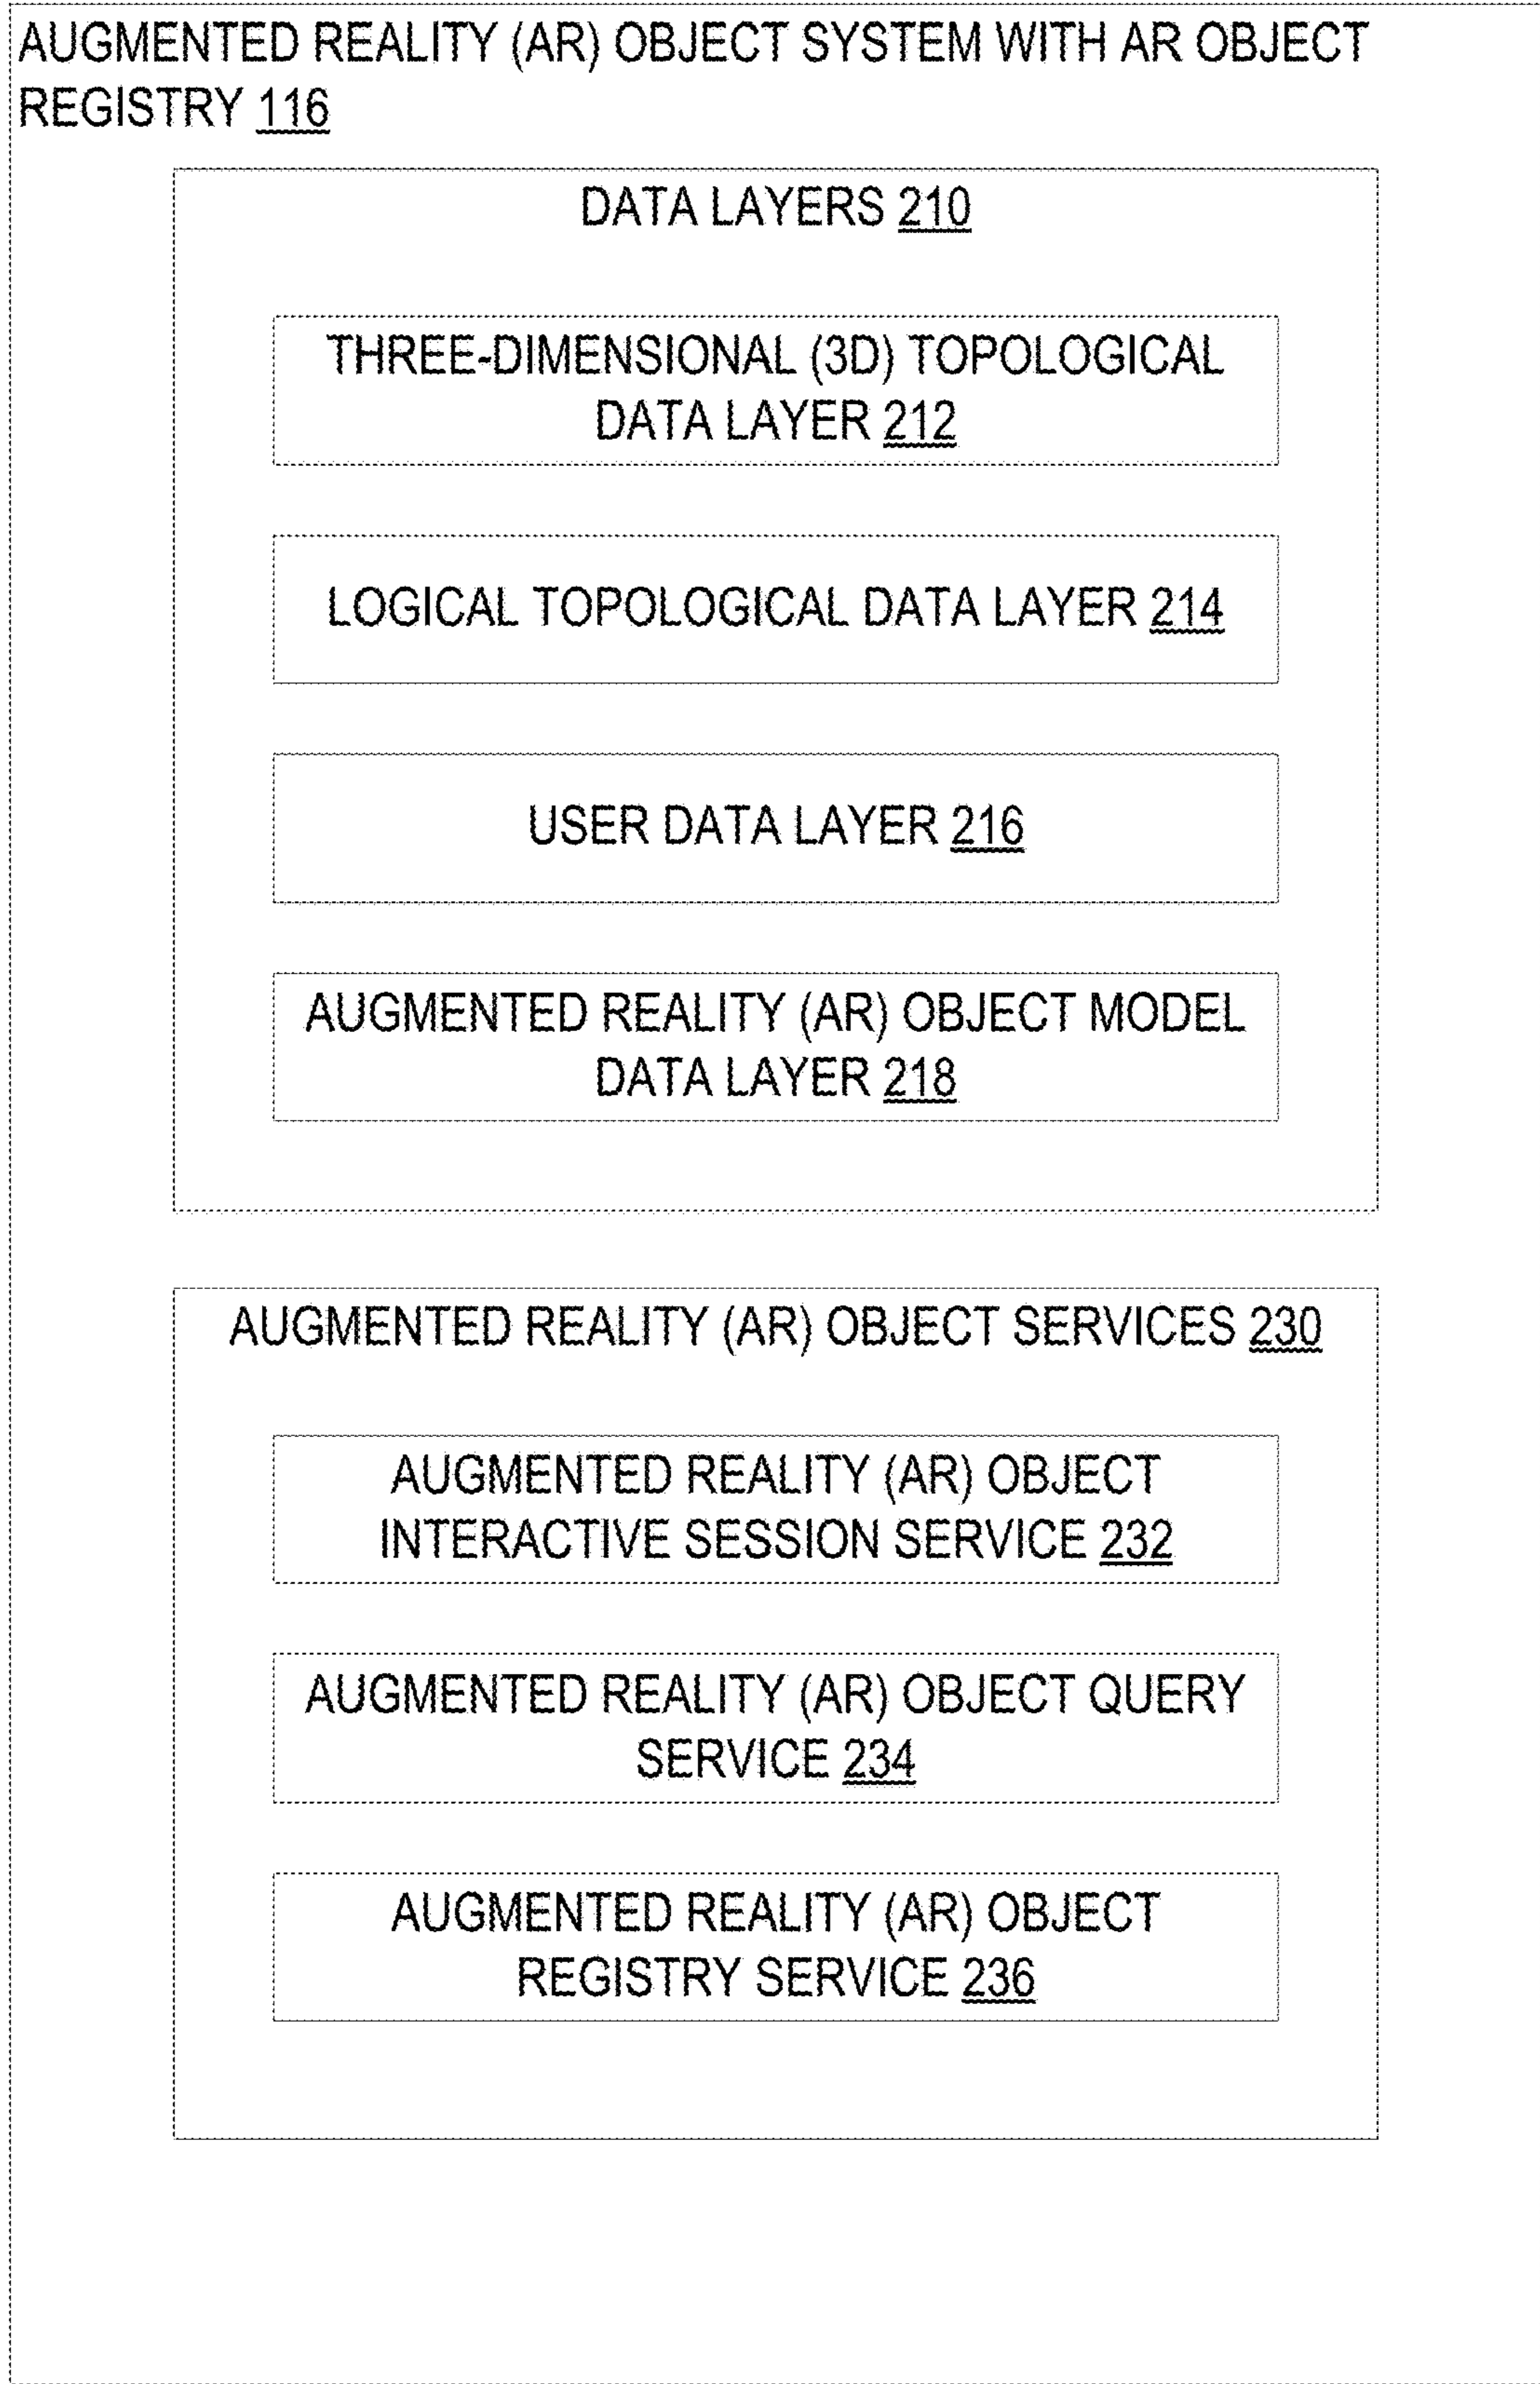 AUGMENTED REALITY (AR) OBJECT SYSTEM WITH AR OBJECT
REGISTRY 116
DATA LAYERS 210
THREE-DIMENSIONAL (3D) TOPOLOGICAL
DATA LAYER 212
LOGICAL TOPOLOGICAL DATA LAYER 214
USER DATA LAYER 216
AUGMENTED REALITY (AR) OBJECT MODEL
DATA LAYER 218
AUGMENTED REALITY (AR) OBJECT SERVICES 230
AUGMENTED REALITY (AR) OBJECT
INTERACTIVE SESSION SERVICE 232
AUGMENTED REALITY (AR) OBJECT QUERY
SERVICE 234
AUGMENTED REALITY (AR) OBJECT
REGISTRY SERVICE 236